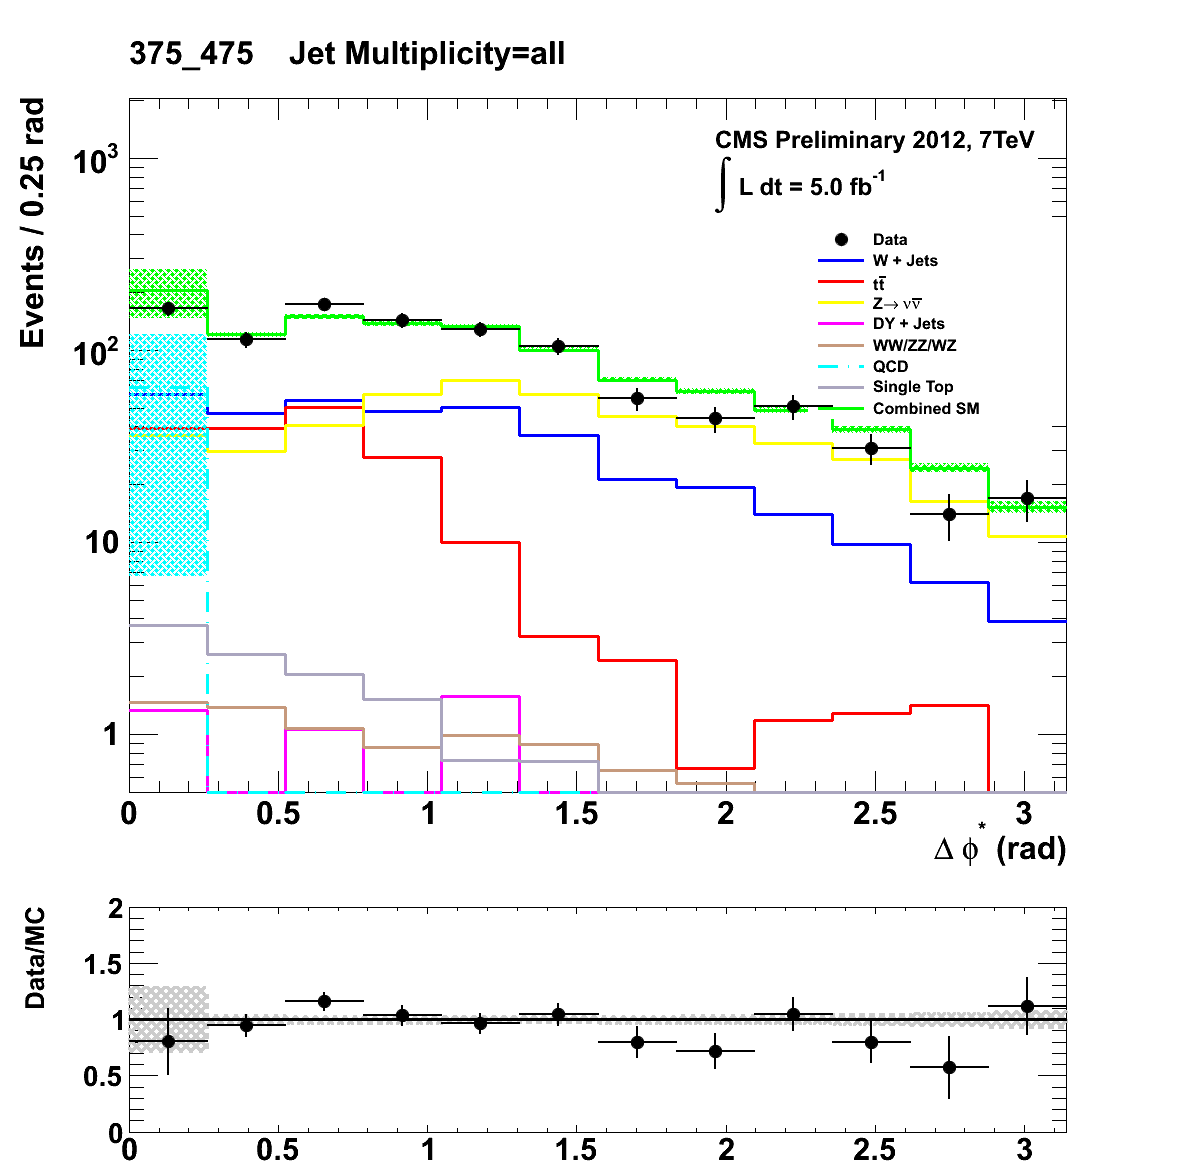 375_475 Jet Multiplicity=all
Events / 0.25 rad
10³
10²
10
1
CMS Preliminary 2012, 7TeV
∫ L dt = 5.0 fb⁻¹
Data
W + Jets
tt̅
Z→ νν̅
DY + Jets
WW/ZZ/WZ
QCD
Single Top
Combined SM
0 0.5 1 1.5 2 2.5 3
Δ ϕ* (rad)
Data/MC
2
1.5
1
0.5
0
0 0.5 1 1.5 2 2.5 3